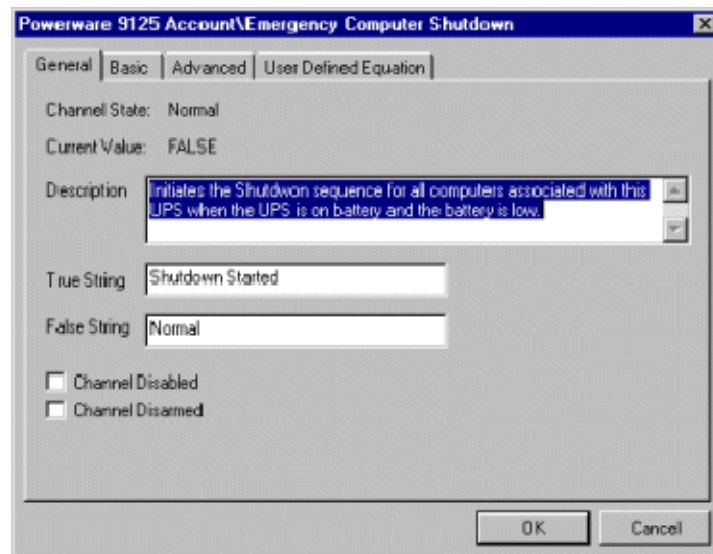 Powerware 9125 Account\Emergency Computer Shutdown
General Basic Advanced User Defined Equation
Channel State: Normal
Current Value: FALSE
Description Initiates the Shutdwon sequence for all computers associated with this
UPS when the UPS is on battery and the battery is low.
True String Shutdown Started
False String Normal
Channel Disabled
Channel Disarmed
OK Cancel